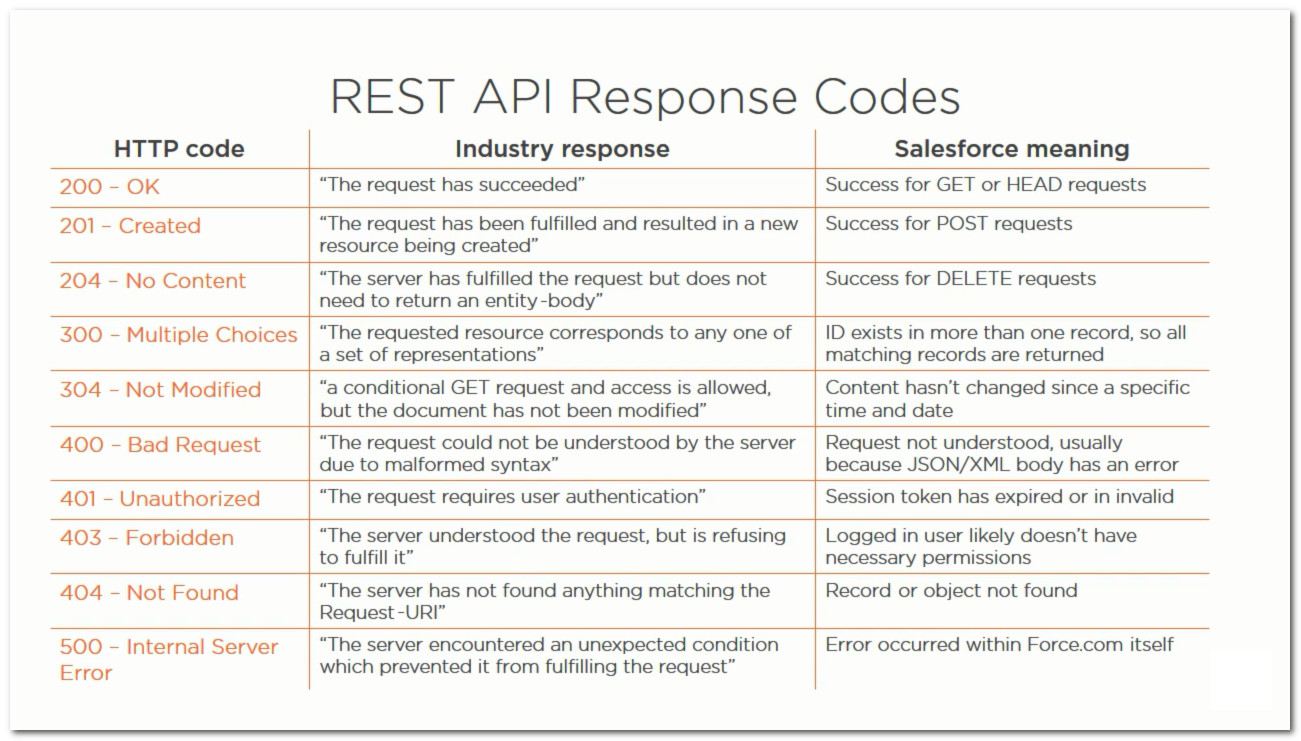 REST API Response Codes
HTTP code
Industry response
Salesforce meaning
200 – OK
“The request has succeeded”
Success for GET or HEAD requests
201 – Created
“The request has been fulfilled and resulted in a new
resource being created”
Success for POST requests
204 – No Content
“The server has fulfilled the request but does not
need to return an entity-body”
Success for DELETE requests
300 – Multiple Choices
“The requested resource corresponds to any one of
a set of representations”
ID exists in more than one record, so all
matching records are returned
304 – Not Modified
“a conditional GET request and access is allowed,
but the document has not been modified”
Content hasn’t changed since a specific
time and date
400 – Bad Request
“The request could not be understood by the server
due to malformed syntax”
Request not understood, usually
because JSON/XML body has an error
401 – Unauthorized
“The request requires user authentication”
Session token has expired or in invalid
403 – Forbidden
“The server understood the request, but is refusing
to fulfill it”
Logged in user likely doesn’t have
necessary permissions
404 – Not Found
“The server has not found anything matching the
Request-URI”
Record or object not found
500 – Internal Server
Error
“The server encountered an unexpected condition
which prevented it from fulfilling the request”
Error occurred within Force.com itself